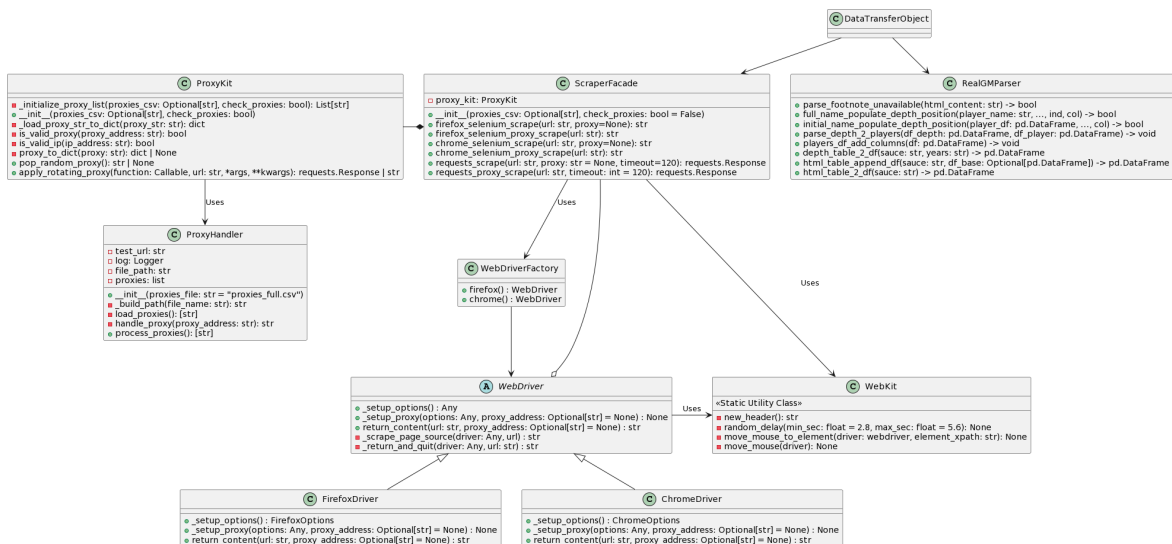 C DataTransferObject
C ProxyKit
_initialize_proxy_list(proxies_csv: Optional[str], check_proxies: bool): List[str]
__init__(proxies_csv: Optional[str], check_proxies: bool)
_load_proxy_str_to_dict(proxy_str: str): dict
is_valid_proxy(proxy_address: str): bool
is_valid_ip(ip_address: str): bool
proxy_to_dict(proxy: str): dict | None
pop_random_proxy(): str | None
apply_rotating_proxy(function: Callable, url: str, *args, **kwargs): requests.Response | str
C ScraperFacade
proxy_kit: ProxyKit
__init__(proxies_csv: Optional[str], check_proxies: bool = False)
firefox_selenium_scrape(url: str, proxy=None): str
firefox_selenium_proxy_scrape(url: str): str
chrome_selenium_scrape(url: str, proxy=None): str
chrome_selenium_proxy_scrape(url: str): str
requests_scrape(url: str, proxy: str = None, timeout=120): requests.Response
requests_proxy_scrape(url: str, timeout: int = 120): requests.Response
C RealGMParser
parse_footnote_unavailable(html_content: str) -> bool
full_name_populate_depth_position(player_name: str, ..., ind, col) -> bool
initial_name_populate_depth_position(player_df: pd.DataFrame, ..., col) -> bool
parse_depth_2_players(df_depth: pd.DataFrame, df_player: pd.DataFrame) -> void
players_df_add_columns(df: pd.DataFrame) -> void
depth_table_2_df(sauce: str, years: str) -> pd.DataFrame
html_table_append_df(sauce: str, df_base: Optional[pd.DataFrame]) -> pd.DataFrame
html_table_2_df(sauce: str) -> pd.DataFrame
Uses
Uses
Uses
C ProxyHandler
test_url: str
log: Logger
file_path: str
proxies: list
__init__(proxies_file: str = "proxies_full.csv")
_build_path(file_name: str): str
load_proxies(): [str]
handle_proxy(proxy_address: str): str
process_proxies(): [str]
C WebDriverFactory
firefox() : WebDriver
chrome() : WebDriver
A WebDriver
_setup_options() : Any
_setup_proxy(options: Any, proxy_address: Optional[str] = None) : None
return_content(url: str, proxy_address: Optional[str] = None) : str
_scrape_page_source(driver: Any, url) : str
_return_and_quit(driver: Any, url: str) : str
Uses
C WebKit
«Static Utility Class»
new_header(): str
random_delay(min_sec: float = 2.8, max_sec: float = 5.6): None
move_mouse_to_element(driver: webdriver, element_xpath: str): None
move_mouse(driver): None
C FirefoxDriver
_setup_options() : FirefoxOptions
_setup_proxy(options: Any, proxy_address: Optional[str] = None) : None
return_content(url: str, proxy_address: Optional[str] = None) : str
C ChromeDriver
_setup_options() : ChromeOptions
_setup_proxy(options: Any, proxy_address: Optional[str] = None) : None
return_content(url: str, proxy_address: Optional[str] = None) : str